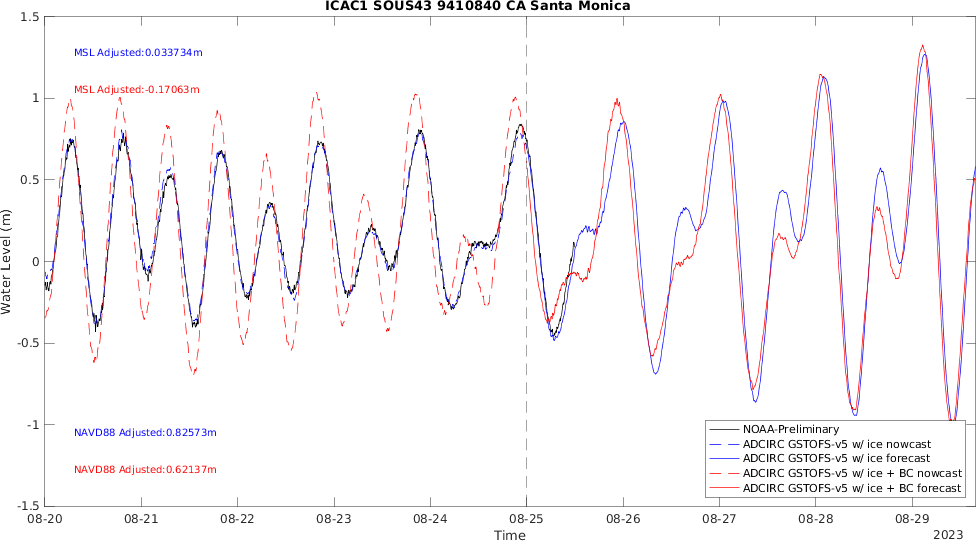 ICAC1 SOUS43 9410840 CA Santa Monica
1.5
MSL Adjusted:0.033734m
MSL Adjusted:-0.17063m
1
0.5
Water Level (m)
0
-0.5
-1
NAVD88 Adjusted:0.82573m
NAVD88 Adjusted:0.62137m
NOAA-Preliminary
ADCIRC GSTOFS-v5 w/ ice nowcast
ADCIRC GSTOFS-v5 w/ ice forecast
ADCIRC GSTOFS-v5 w/ ice + BC nowcast
ADCIRC GSTOFS-v5 w/ ice + BC forecast
-1.5
08-20 08-21 08-22 08-23 08-24 08-25 08-26 08-27 08-28 08-29
Time
2023